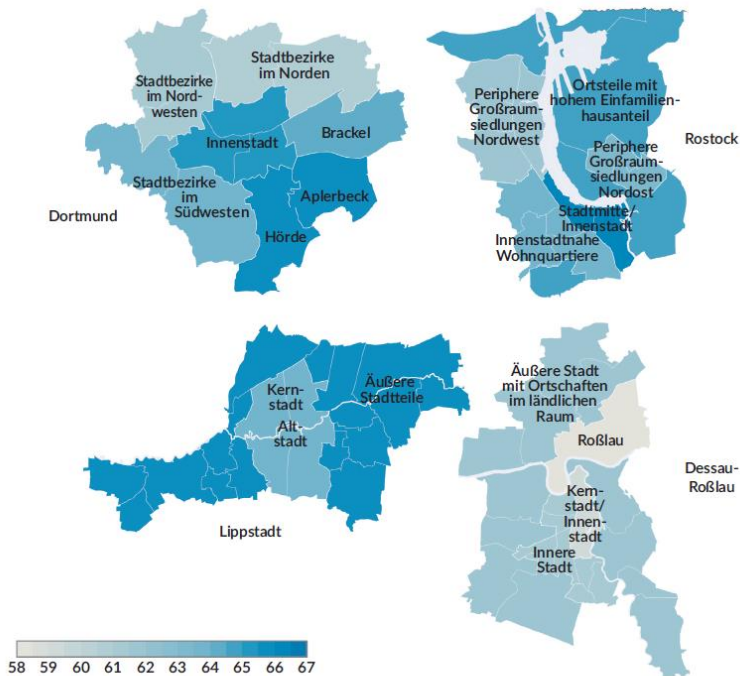 Stadtbezirke
im Nord-
westen
Stadtbezirke
im Norden
Innenstadt
Brackel
Stadtbezirke
im
Südwesten
Aplerbeck
Hörde
Dortmund
Periphere
Großraum-
siedlungen
Nordwest
Ortsteile mit
hohem Einfamilien-
hausanteil
Periphere
Großraum-
siedlungen
Nordost
Stadtmitte/
Innenstadt
Innenstadtnahe
Wohnquartiere
Rostock
Kern-
stadt
Alt-
stadt
Äußere
Stadtteile
Lippstadt
Äußere Stadt
mit Ortschaften
im ländlichen
Raum
Roßlau
Kern-
stadt/
Innen-
stadt
Innere
Stadt
Dessau-
Roßlau
58 59 60 61 62 63 64 65 66 67